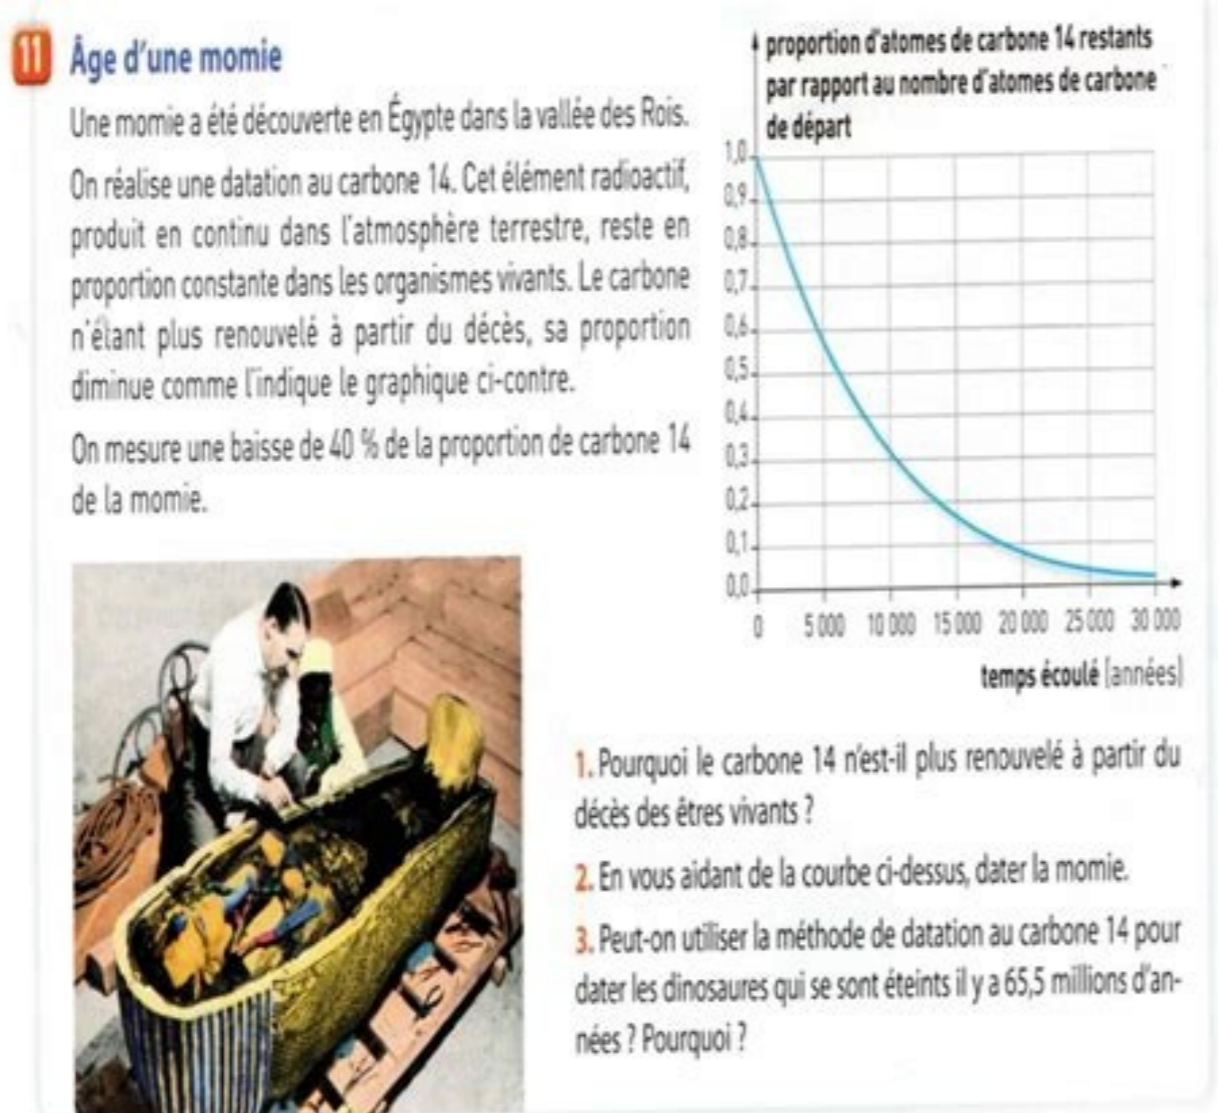 11 Âge d'une momie
Une momie a été découverte en Égypte dans la vallée des Rois.
On réalise une datation au carbone 14. Cet élément radioactif,
produit en continu dans l'atmosphère terrestre, reste en
proportion constante dans les organismes vivants. Le carbone
n'étant plus renouvelé à partir du décès, sa proportion
diminue comme l'indique le graphique ci-contre.
On mesure une baisse de 40 % de la proportion de carbone 14
de la momie.
proportion d'atomes de carbone 14 restants
par rapport au nombre d'atomes de carbone
de départ
1,0
0,9
0,8
0,7
0,6
0,5
0,4
0,3
0,2
0,1
0,0
0 5 000 10 000 15 000 20 000 25 000 30 000
temps écoulé (années)
1. Pourquoi le carbone 14 n'est-il plus renouvelé à partir du
décès des êtres vivants ?
2. En vous aidant de la courbe ci-dessus, dater la momie.
3. Peut-on utiliser la méthode de datation au carbone 14 pour
dater les dinosaures qui se sont éteints il y a 65,5 millions d'an-
nées ? Pourquoi ?